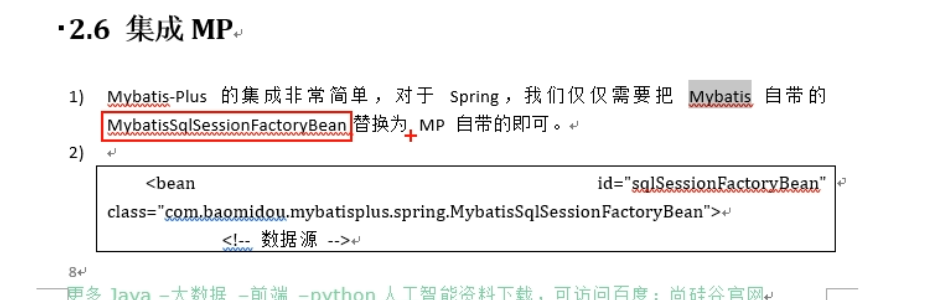 ·2.6 集成 MP
1) Mybatis-Plus 的集成非常简单，对于 Spring，我们仅仅需要把 Mybatis 自带的
MybatisSqlSessionFactoryBean 替换为 MP 自带的即可。
2)
<bean id="sqlSessionFactoryBean"
class="com.baomidou.mybatisplus.spring.MybatisSqlSessionFactoryBean">
<!-- 数据源 -->
8
更多 Java –大数据 –前端 –python 人工智能资料下载，可访问百度：尚硅谷官网